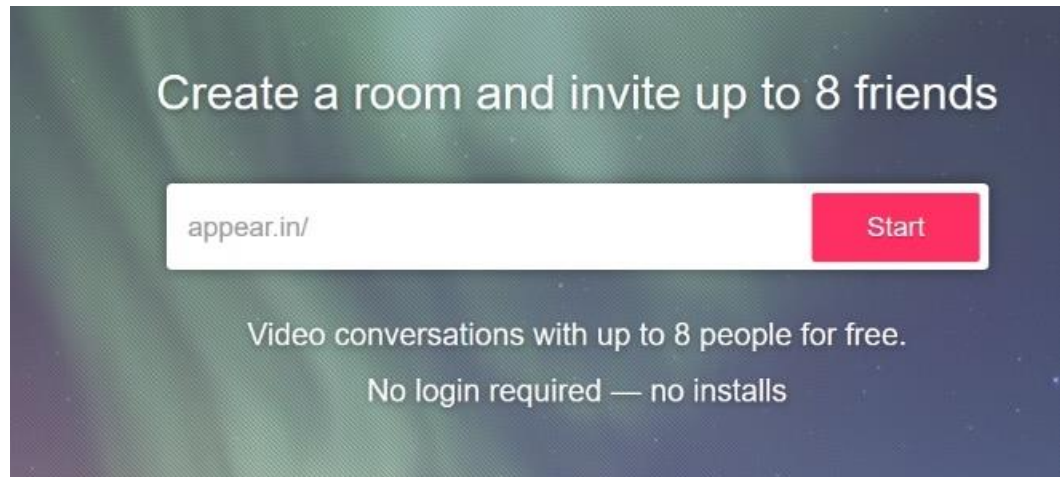 Create a room and invite up to 8 friends
appear.in/ Start
Video conversations with up to 8 people for free.
No login required — no installs